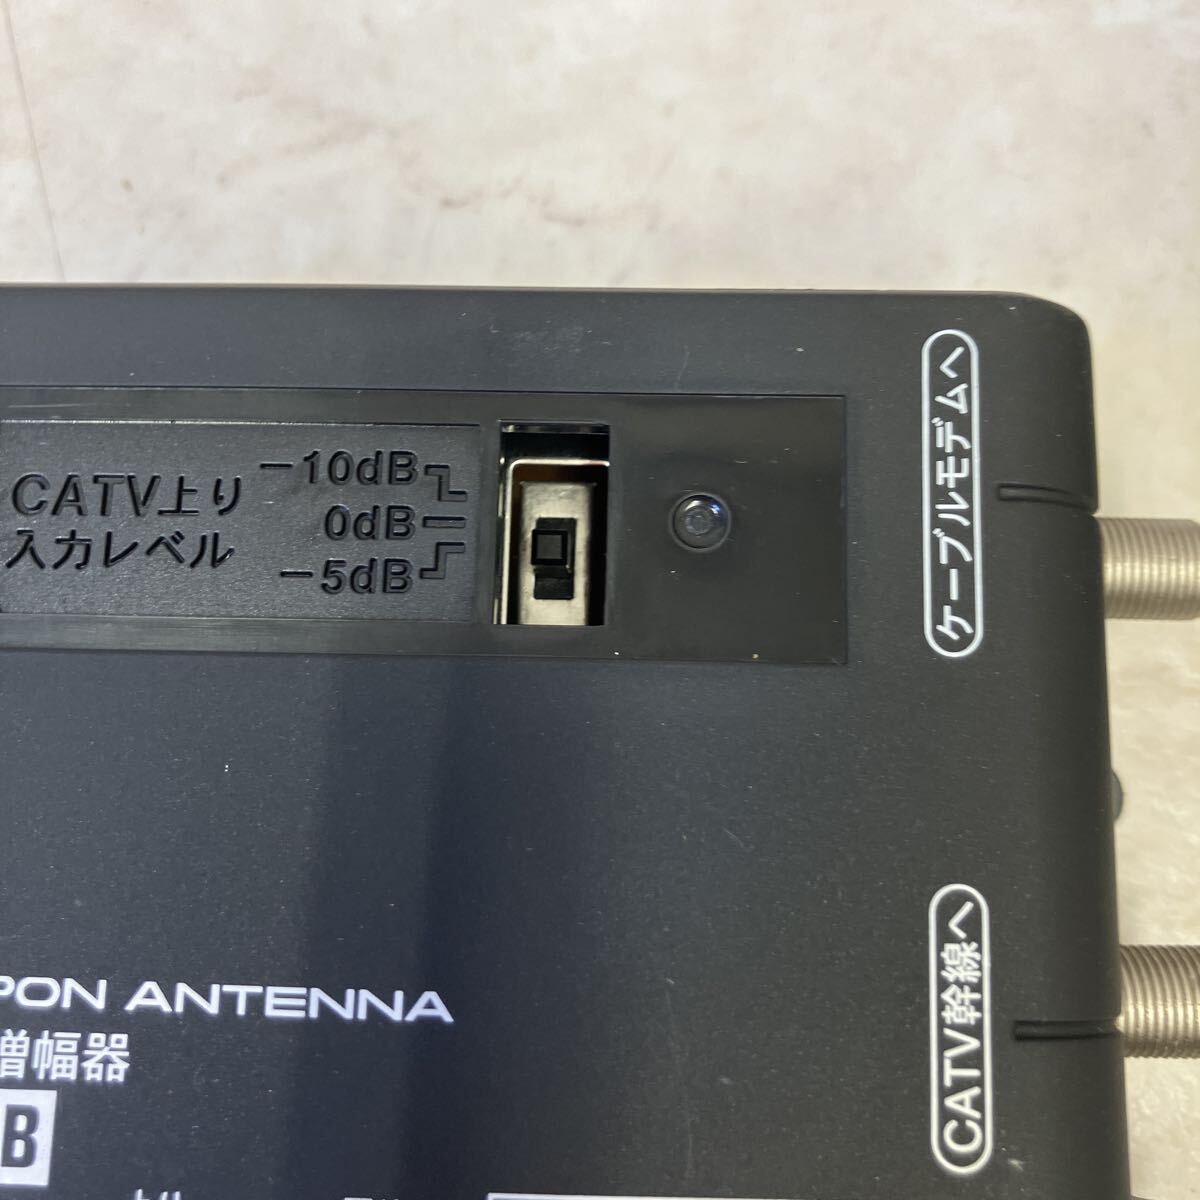 CATV上り
入力レベル
-10dB
0dB
-5dB
ケーブルモデムへ
CATV幹線へ
PON ANTENNA
増幅器
B